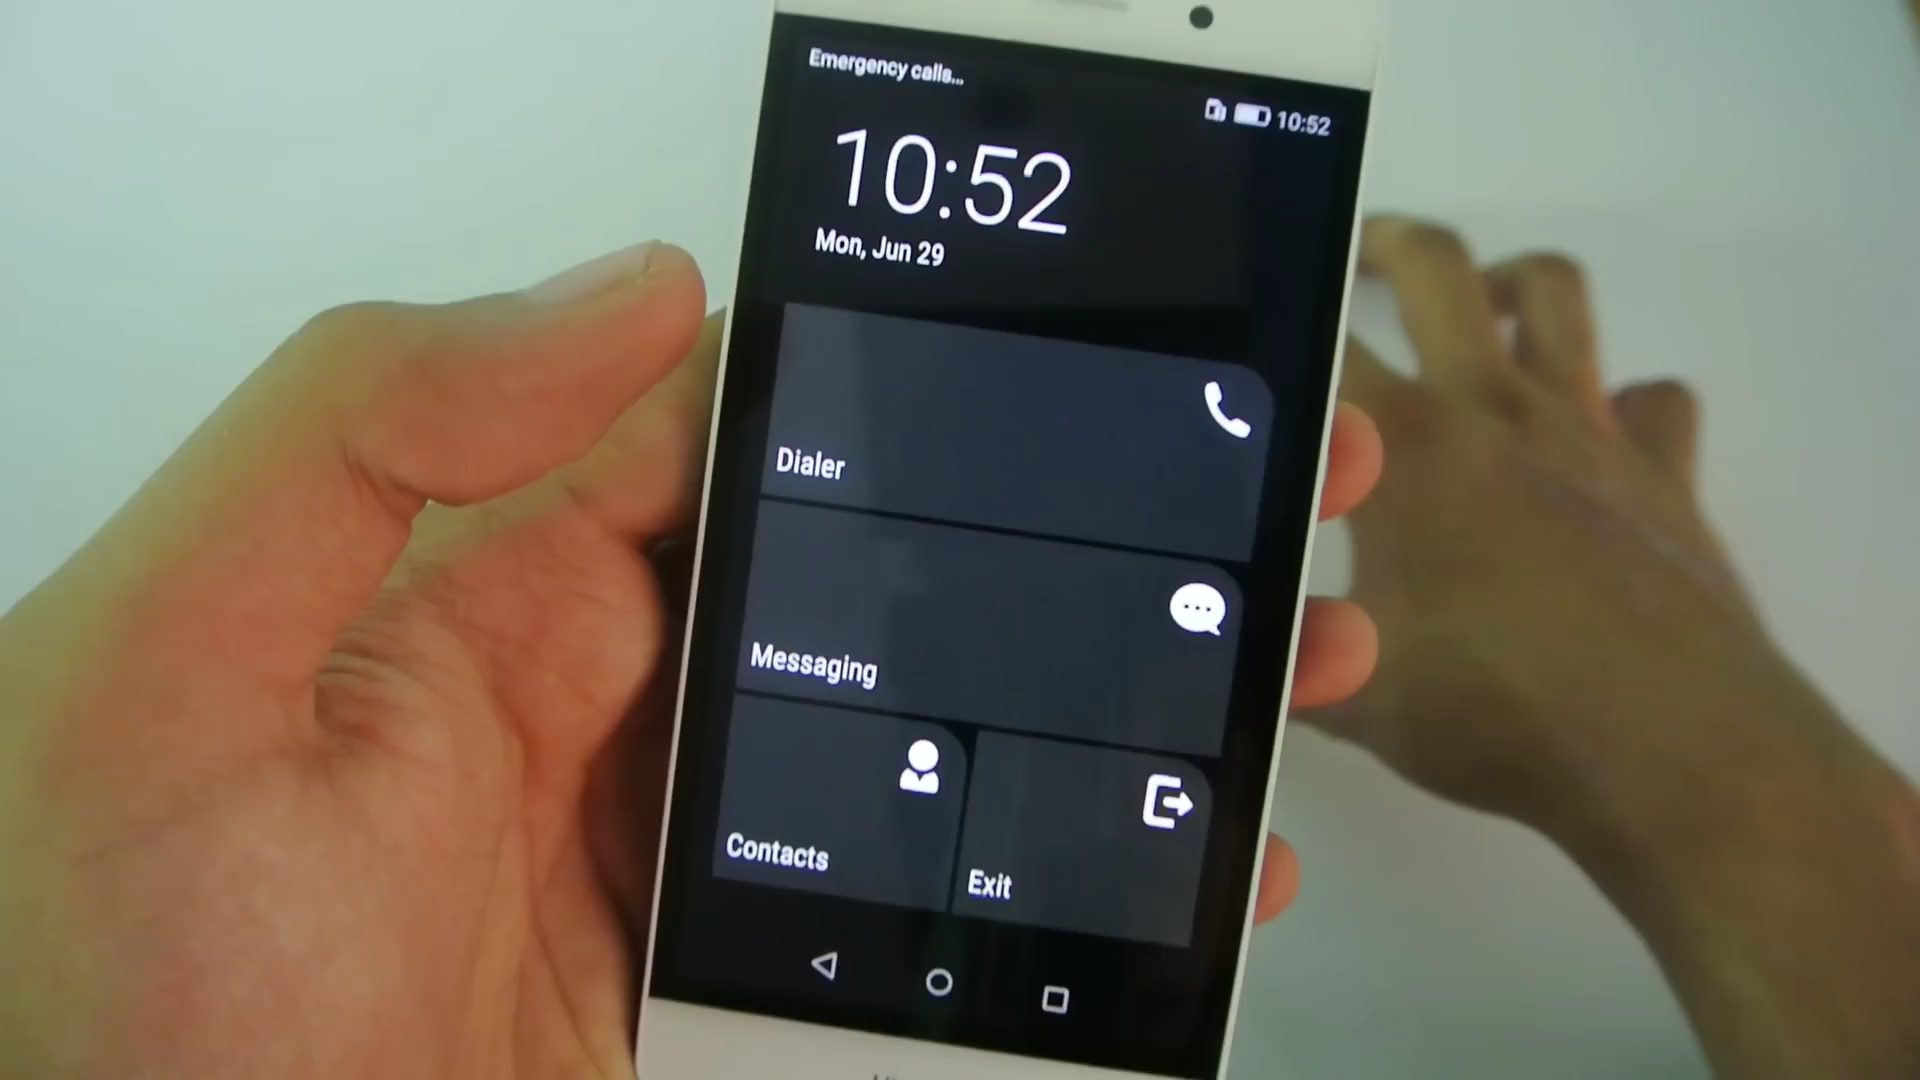 Emergency calls...
10:52
10:52
Mon, Jun 29
Dialer
Messaging
Contacts
Exit